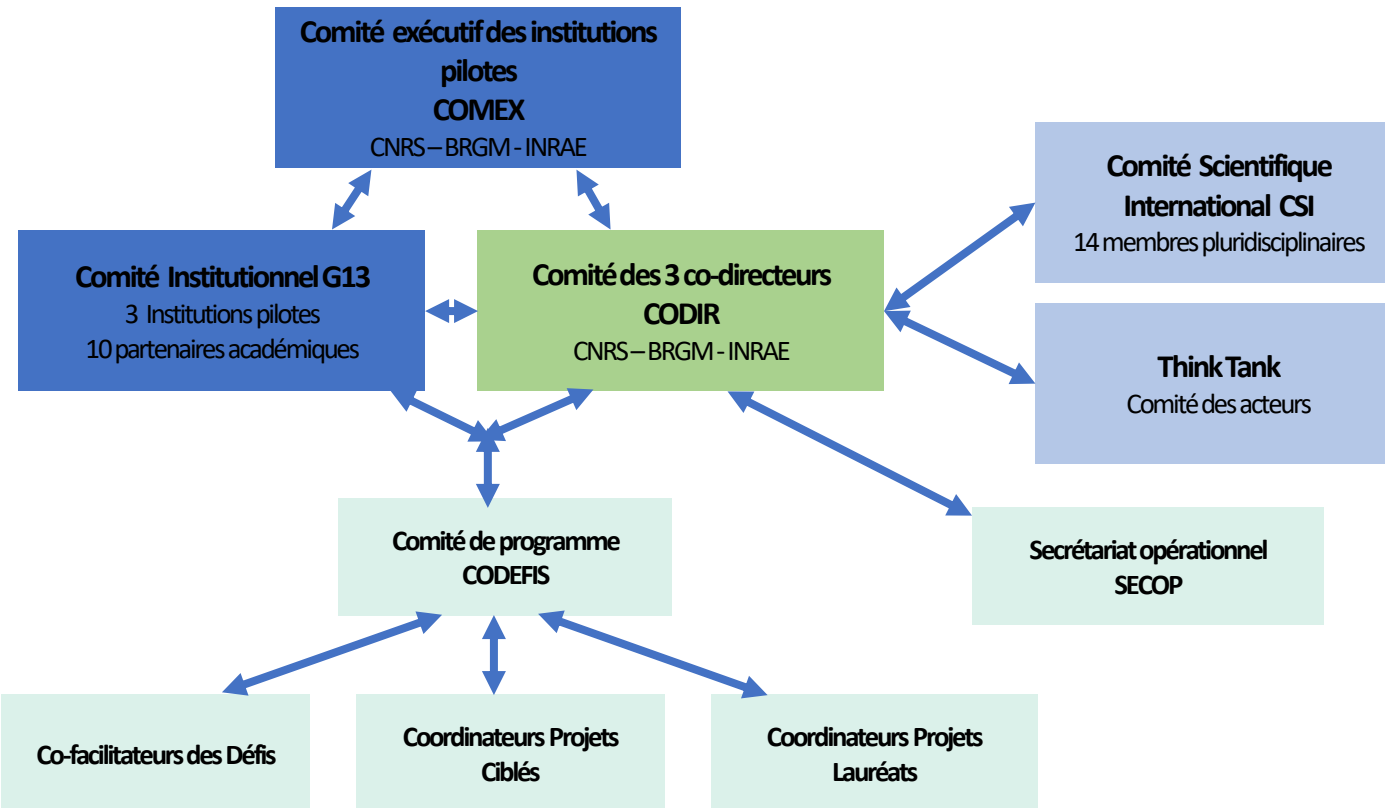 Comité exécutif des institutions
pilotes
COMEX
CNRS – BRGM - INRAE
Comité Institutionnel G13
3 Institutions pilotes
10 partenaires académiques
Comité des 3 co-directeurs
CODIR
CNRS – BRGM - INRAE
Comité Scientifique
International CSI
14 membres pluridisciplinaires
Think Tank
Comité des acteurs
Comité de programme
CODEFIS
Secrétariat opérationnel
SECOP
Co-facilitateurs des Défis
Coordinateurs Projets
Ciblés
Coordinateurs Projets
Lauréats